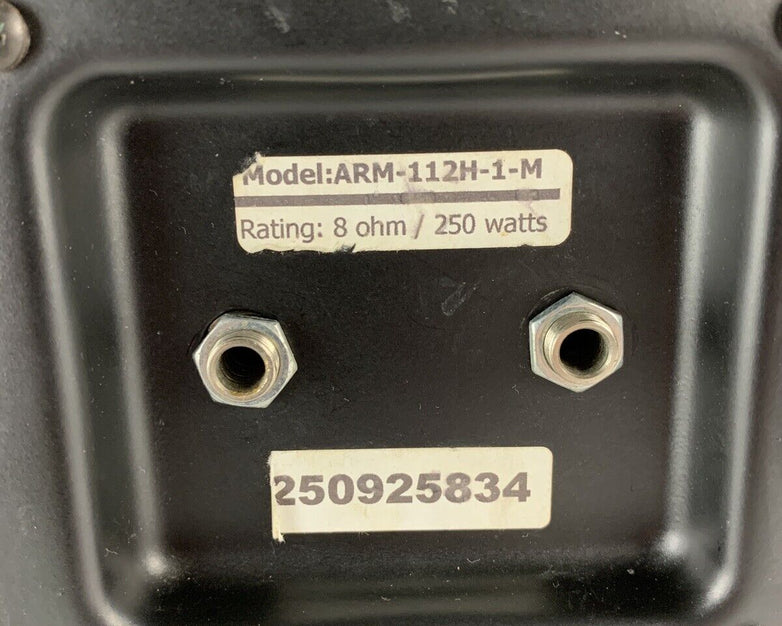 Model:ARM-112H-1-M
Rating: 8 ohm / 250 watts
250925834